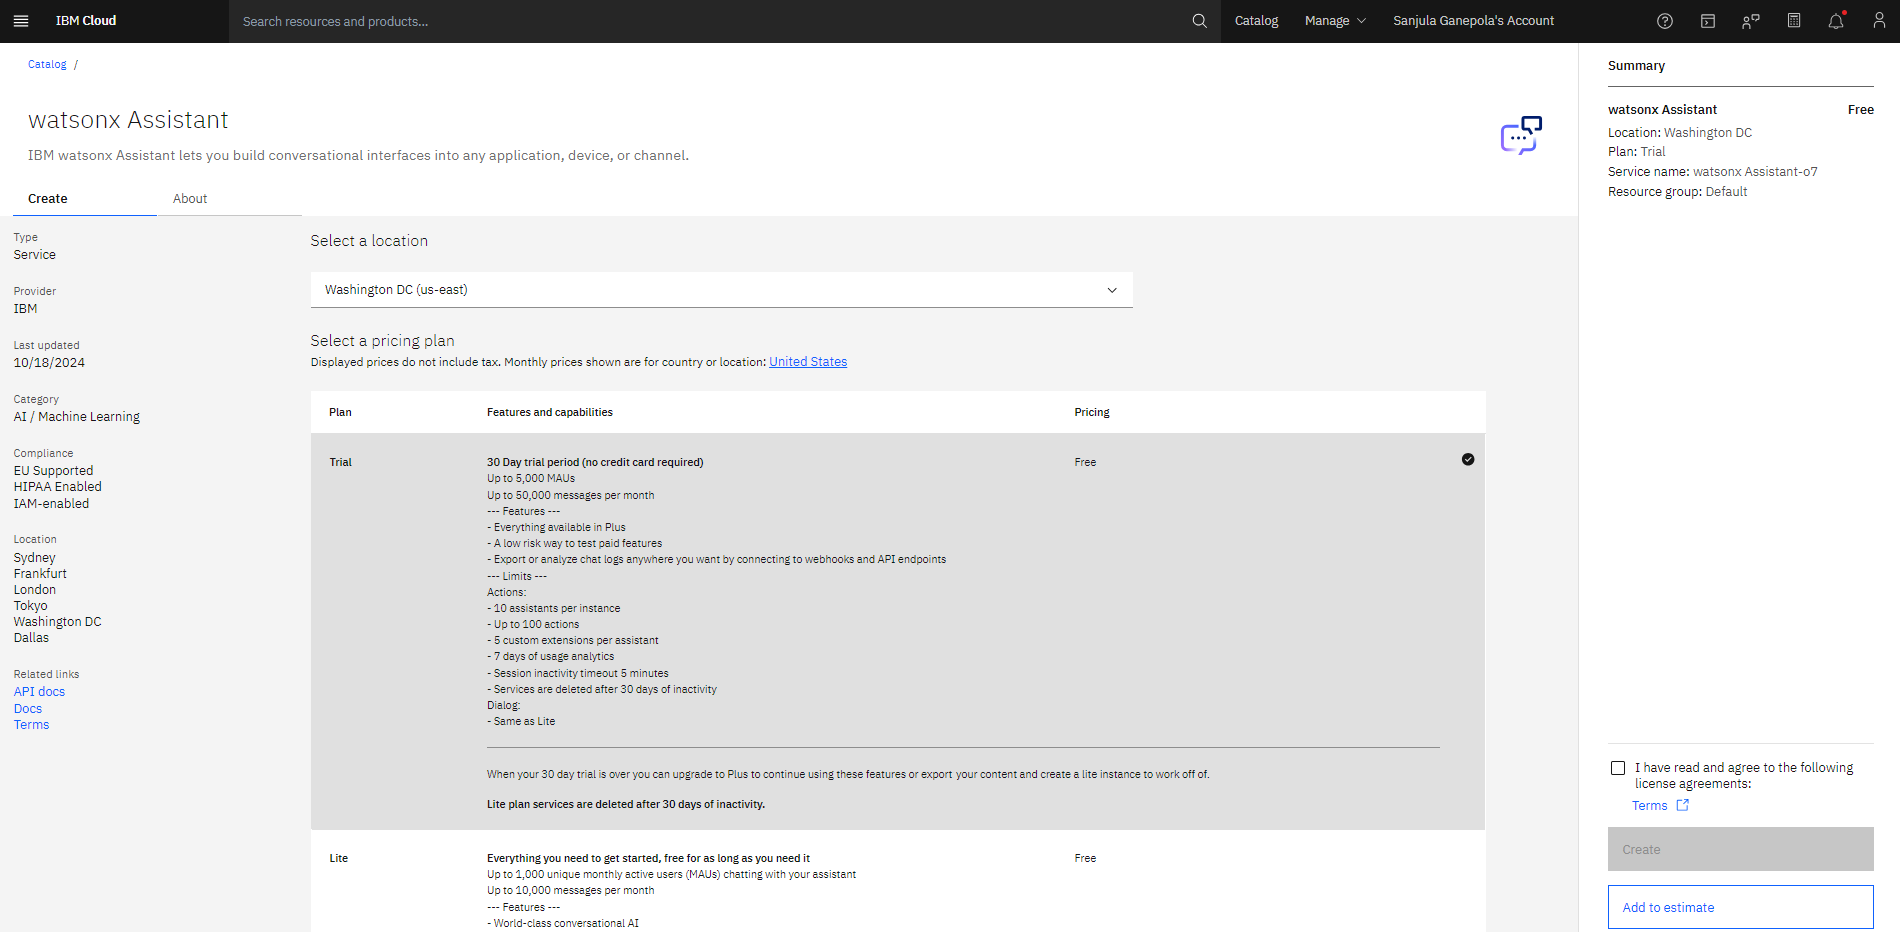 IBM Cloud
Search resources and products...
Catalog
Manage
Sanjula Ganepola's Account
Catalog /
watsonx Assistant
IBM watsonx Assistant lets you build conversational interfaces into any application, device, or channel.
Create
About
Type
Service
Provider
IBM
Last updated
10/18/2024
Category
AI / Machine Learning
Compliance
EU Supported
HIPAA Enabled
IAM-enabled
Location
Sydney
Frankfurt
London
Tokyo
Washington DC
Dallas
Related links
API docs
Docs
Terms
Select a location
Washington DC (us-east)
Select a pricing plan
Displayed prices do not include tax. Monthly prices shown are for country or location: United States
Plan
Features and capabilities
Pricing
Trial
30 Day trial period (no credit card required)
Free
Up to 5,000 MAUs
Up to 50,000 messages per month
--- Features ---
- Everything available in Plus
- A low risk way to test paid features
- Export or analyze chat logs anywhere you want by connecting to webhooks and API endpoints
--- Limits ---
Actions:
- 10 assistants per instance
- Up to 100 actions
- 5 custom extensions per assistant
- 7 days of usage analytics
- Session inactivity timeout 5 minutes
- Services are deleted after 30 days of inactivity
Dialog:
- Same as Lite
When your 30 day trial is over you can upgrade to Plus to continue using these features or export your content and create a lite instance to work off of.
Lite plan services are deleted after 30 days of inactivity.
Lite
Everything you need to get started, free for as long as you need it
Free
Up to 1,000 unique monthly active users (MAUs) chatting with your assistant
Up to 10,000 messages per month
--- Features ---
- World-class conversational AI
Summary
watsonx Assistant
Free
Location: Washington DC
Plan: Trial
Service name: watsonx Assistant-o7
Resource group: Default
I have read and agree to the following
license agreements:
Terms
Create
Add to estimate